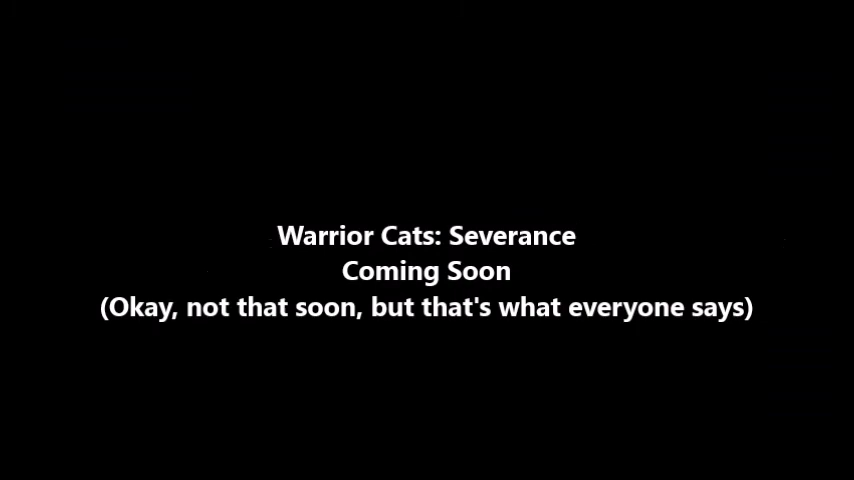 Warrior Cats: Severance
Coming Soon
(Okay, not that soon, but that's what everyone says)